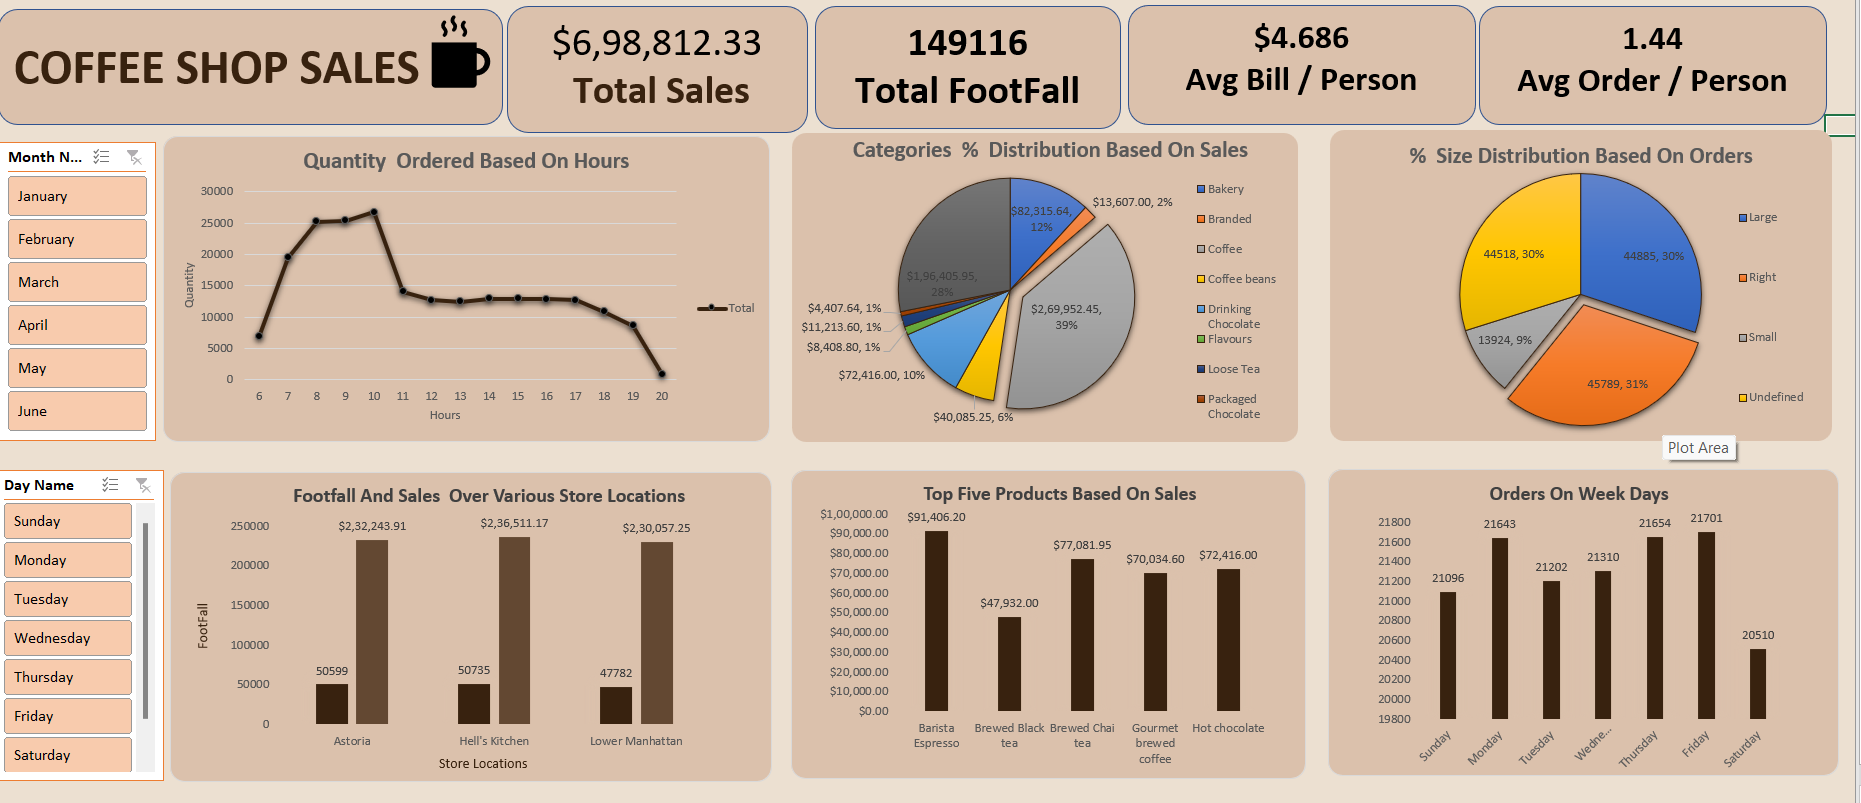 COFFEE SHOP SALES
$6,98,812.33
Total Sales
149116
Total FootFall
$4.686
Avg Bill / Person
1.44
Avg Order / Person
Month N...
January
February
March
April
May
June
Quantity Ordered Based On Hours
30000
25000
20000
15000
10000
5000
0
Quantity
6 7 8 9 10 11 12 13 14 15 16 17 18 19 20
Hours
Total
Categories % Distribution Based On Sales
$82,315.64, 12%
$13,607.00, 2%
$2,69,952.45, 39%
$40,085.25, 6%
$72,416.00, 10%
$8,408.80, 1%
$11,213.60, 1%
$4,407.64, 1%
$1,96,405.95, 28%
Bakery
Branded
Coffee
Coffee beans
Drinking Chocolate
Flavours
Loose Tea
Packaged Chocolate
% Size Distribution Based On Orders
44885, 30%
45789, 31%
13924, 9%
44518, 30%
Large
Right
Small
Undefined
Plot Area
Day Name
Sunday
Monday
Tuesday
Wednesday
Thursday
Friday
Saturday
Footfall And Sales Over Various Store Locations
250000
200000
150000
100000
50000
0
FootFall
$2,32,243.91
$2,36,511.17
$2,30,057.25
50599
50735
47782
Astoria
Hell's Kitchen
Lower Manhattan
Store Locations
Top Five Products Based On Sales
$1,00,000.00
$90,000.00
$80,000.00
$70,000.00
$60,000.00
$50,000.00
$40,000.00
$30,000.00
$20,000.00
$10,000.00
$0.00
$91,406.20
$47,932.00
$77,081.95
$70,034.60
$72,416.00
Barista Espresso
Brewed Black tea
Brewed Chai tea
Gourmet brewed coffee
Hot chocolate
Orders On Week Days
21800
21600
21400
21200
21000
20800
20600
20400
20200
20000
19800
21096
21643
21202
21310
21654
21701
20510
Sunday
Monday
Tuesday
Wedne...
Thursday
Friday
Saturday